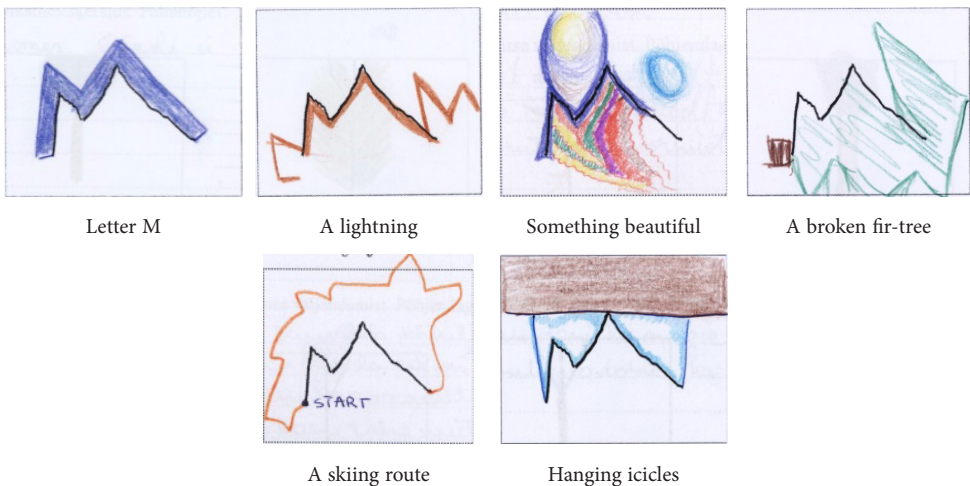 Letter M
A lightning
Something beautiful
A broken fir-tree
START
A skiing route
Hanging icicles